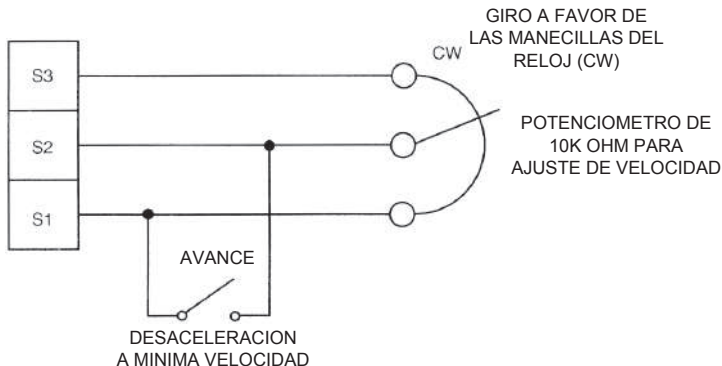 GIRO A FAVOR DE
LAS MANECILLAS DEL
RELOJ (CW)
CW
S3
POTENCIOMETRO DE
10K OHM PARA
AJUSTE DE VELOCIDAD
S2
S1
AVANCE
DESACELERACION
A MINIMA VELOCIDAD